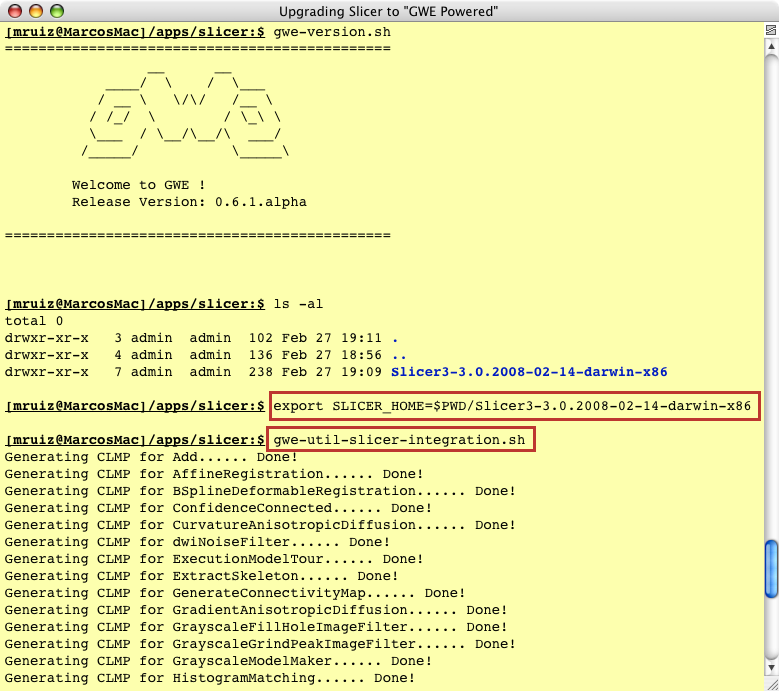 Upgrading Slicer to "GWE Powered"
[mruiz@MarcosMac]/apps/slicer:$ gwe-version.sh
==============================================
Welcome to GWE !
Release Version: 0.6.1.alpha
==============================================
[mruiz@MarcosMac]/apps/slicer:$ ls -al
total 0
drwxr-xr-x   3 admin  admin  102 Feb 27 19:11 .
drwxr-xr-x   4 admin  admin  136 Feb 27 18:56 ..
drwxr-xr-x   7 admin  admin  238 Feb 27 19:09 Slicer3-3.0.2008-02-14-darwin-x86
[mruiz@MarcosMac]/apps/slicer:$ export SLICER_HOME=$PWD/Slicer3-3.0.2008-02-14-darwin-x86
[mruiz@MarcosMac]/apps/slicer:$ gwe-util-slicer-integration.sh
Generating CLMP for Add...... Done!
Generating CLMP for AffineRegistration...... Done!
Generating CLMP for BSplineDeformableRegistration...... Done!
Generating CLMP for ConfidenceConnected...... Done!
Generating CLMP for CurvatureAnisotropicDiffusion...... Done!
Generating CLMP for dwiNoiseFilter...... Done!
Generating CLMP for ExecutionModelTour...... Done!
Generating CLMP for ExtractSkeleton...... Done!
Generating CLMP for GenerateConnectivityMap...... Done!
Generating CLMP for GradientAnisotropicDiffusion...... Done!
Generating CLMP for GrayscaleFillHoleImageFilter...... Done!
Generating CLMP for GrayscaleGrindPeakImageFilter...... Done!
Generating CLMP for GrayscaleModelMaker...... Done!
Generating CLMP for HistogramMatching...... Done!